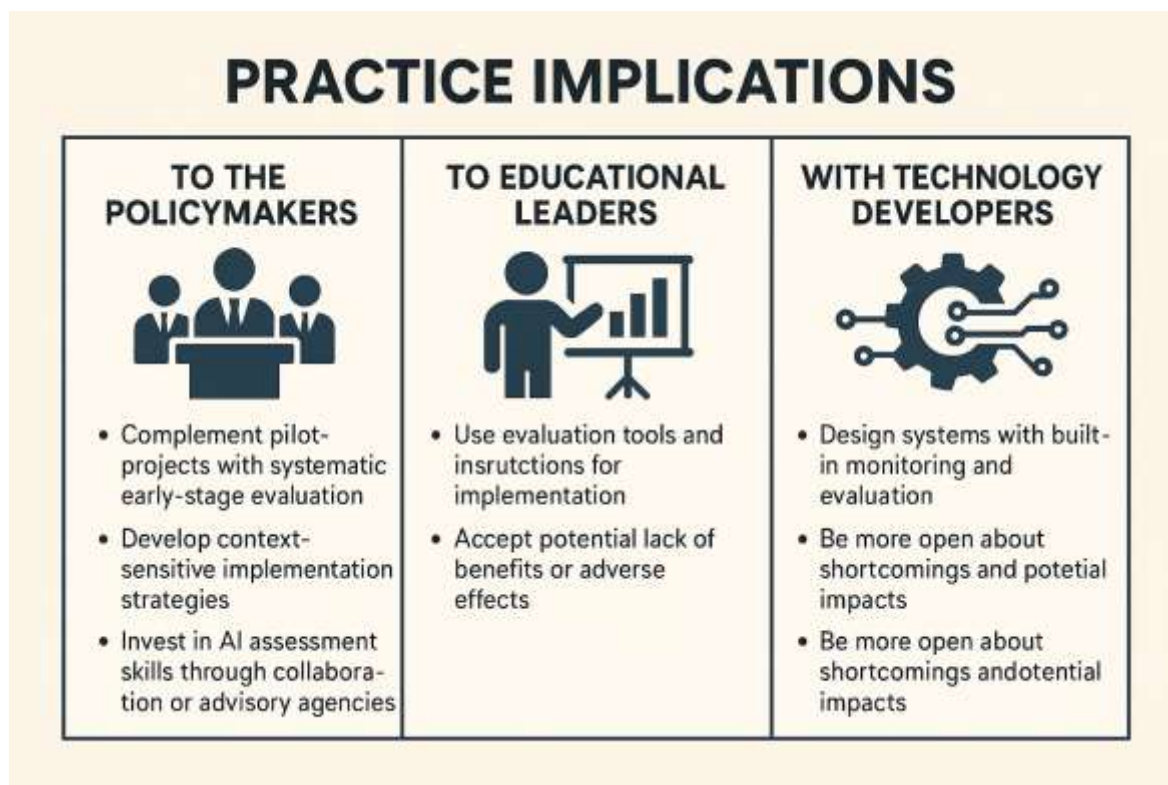 PRACTICE IMPLICATIONS
TO THE
POLICYMAKERS
• Complement pilot-
projects with systematic
early-stage evaluation
• Develop context-
sensitive implementation
strategies
• Invest in AI assessment
skills through collabora-
tion or advisory agencies
TO EDUCATIONAL
LEADERS
• Use evaluation tools and
insrutctions for
implementation
• Accept potential lack of
benefits or adverse
effects
WITH TECHNOLOGY
DEVELOPERS
• Design systems with built-
in monitoring and
evaluation
• Be more open about
shortcomings and potetial
impacts
• Be more open about
shortcomings andotential
impacts